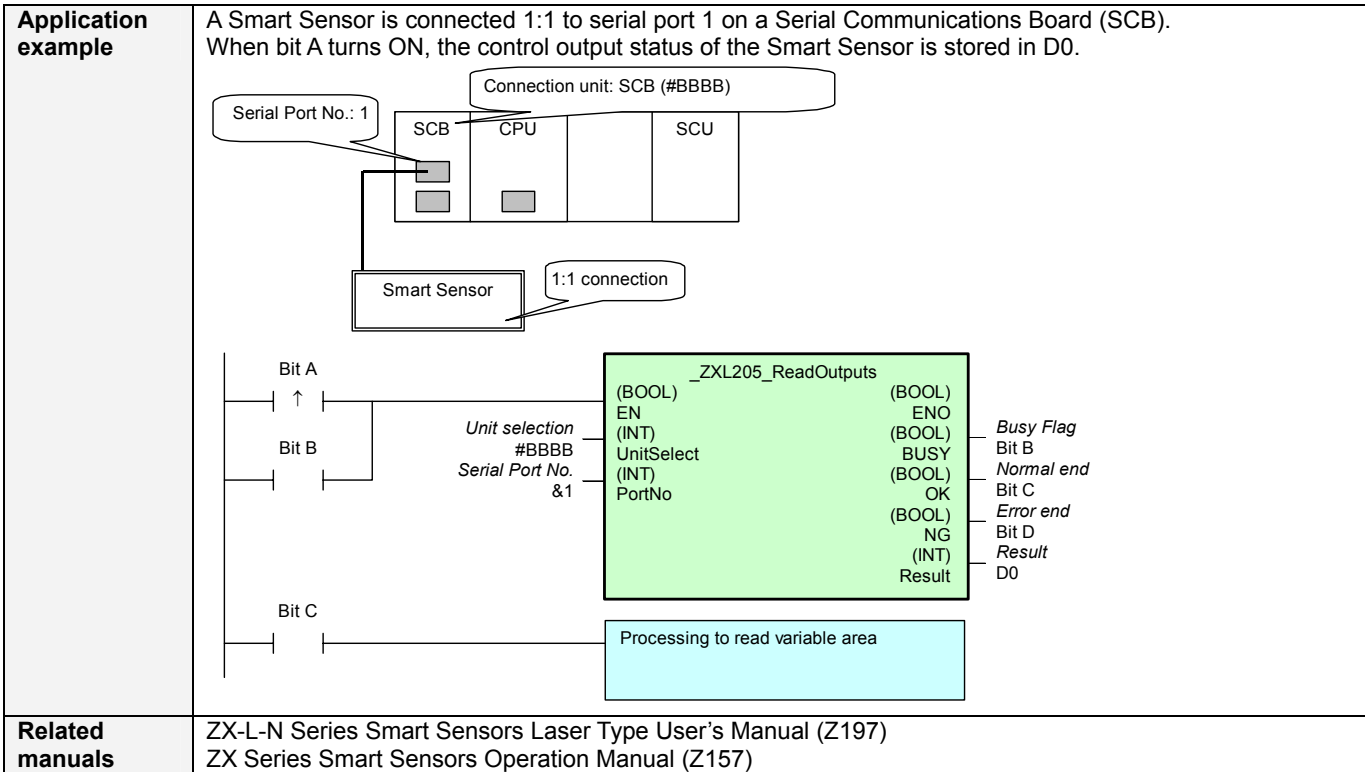 Application example
A Smart Sensor is connected 1:1 to serial port 1 on a Serial Communications Board (SCB).
When bit A turns ON, the control output status of the Smart Sensor is stored in D0.
Connection unit: SCB (#BBBB)
Serial Port No.: 1
SCB
CPU
SCU
Smart Sensor
1:1 connection
Bit A
↑
Bit B
Unit selection
#BBBB
Serial Port No.
&1
_ZXL205_ReadOutputs
(BOOL)
EN
(INT)
UnitSelect
(INT)
PortNo
(BOOL)
ENO
(BOOL)
BUSY
(BOOL)
OK
(BOOL)
NG
(INT)
Result
Busy Flag
Bit B
Normal end
Bit C
Error end
Bit D
Result
D0
Bit C
Processing to read variable area
Related manuals
ZX-L-N Series Smart Sensors Laser Type User's Manual (Z197)
ZX Series Smart Sensors Operation Manual (Z157)